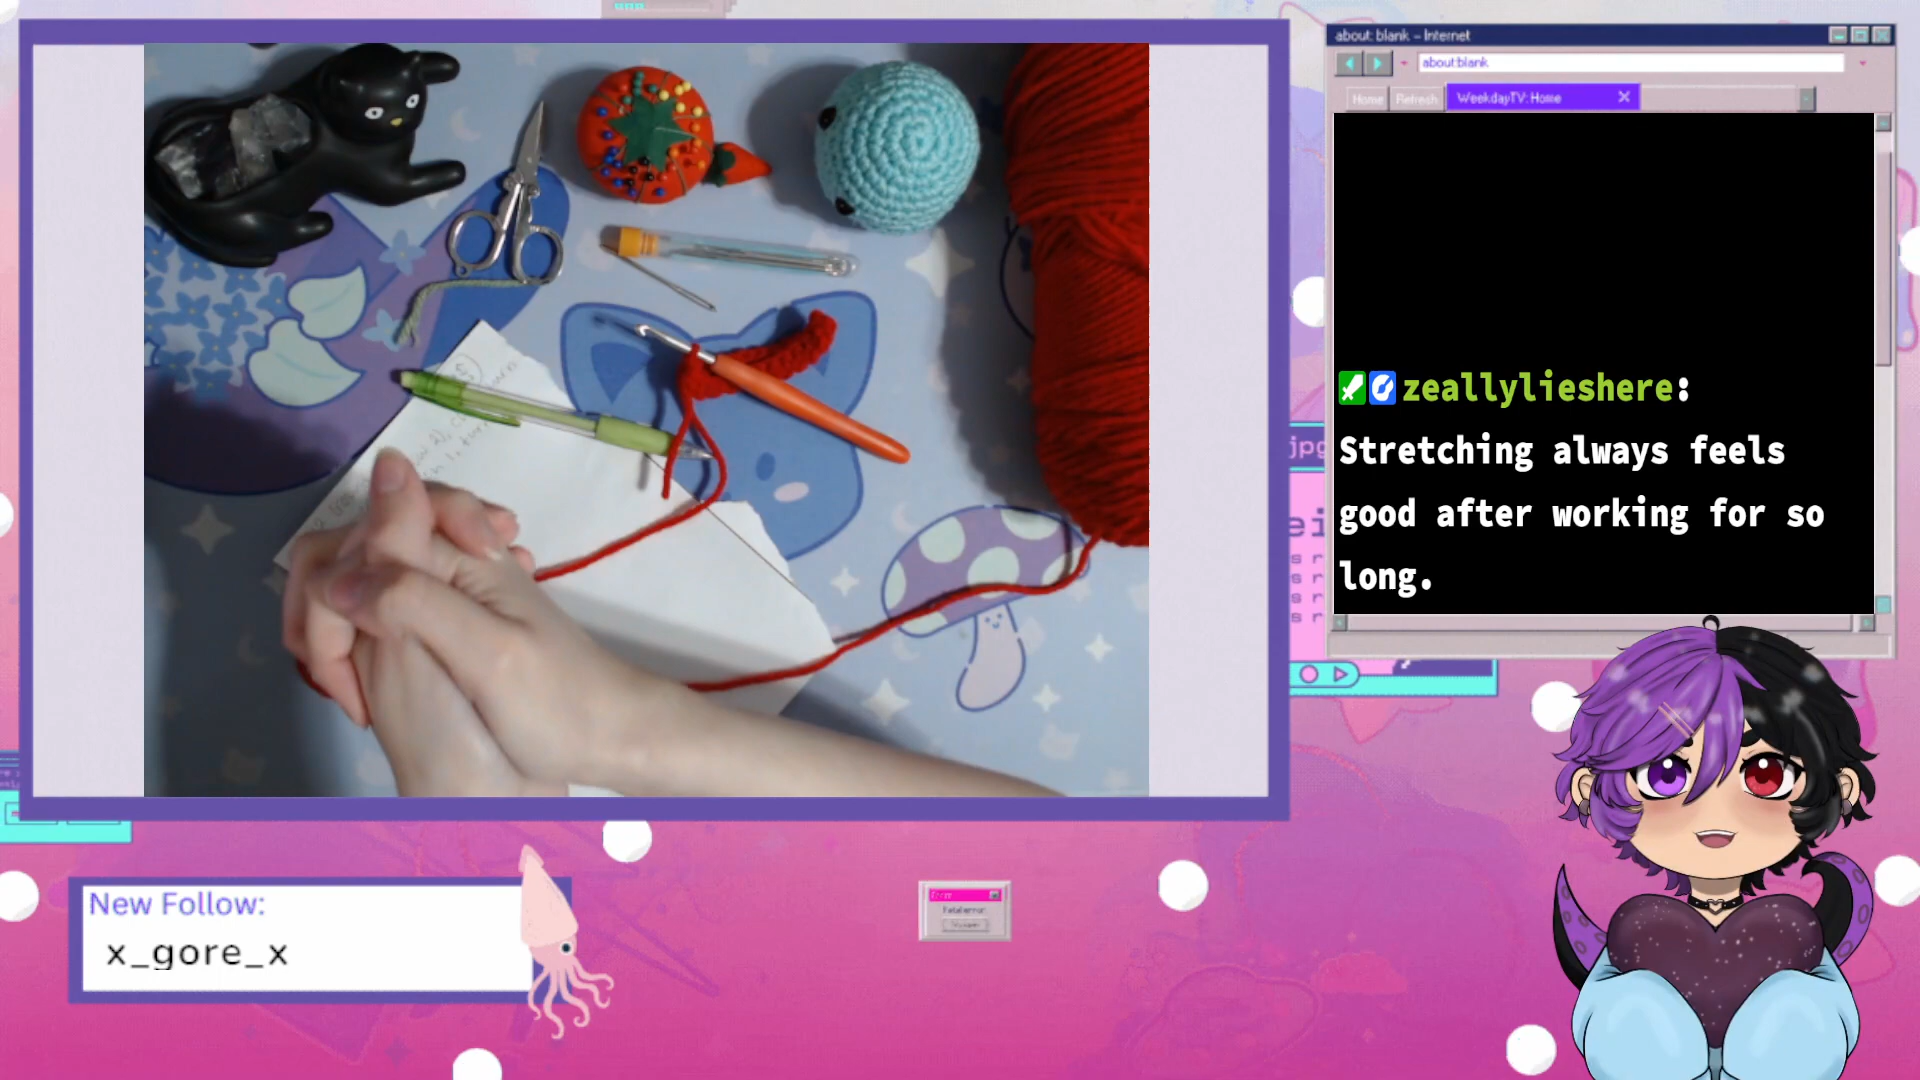 about: blank - Internet
about:blank
Home
Refresh
WeekdayTV: Home
zeallylieshere:
Stretching always feels
good after working for so
long.
jpg
New Follow:
x_gore_x